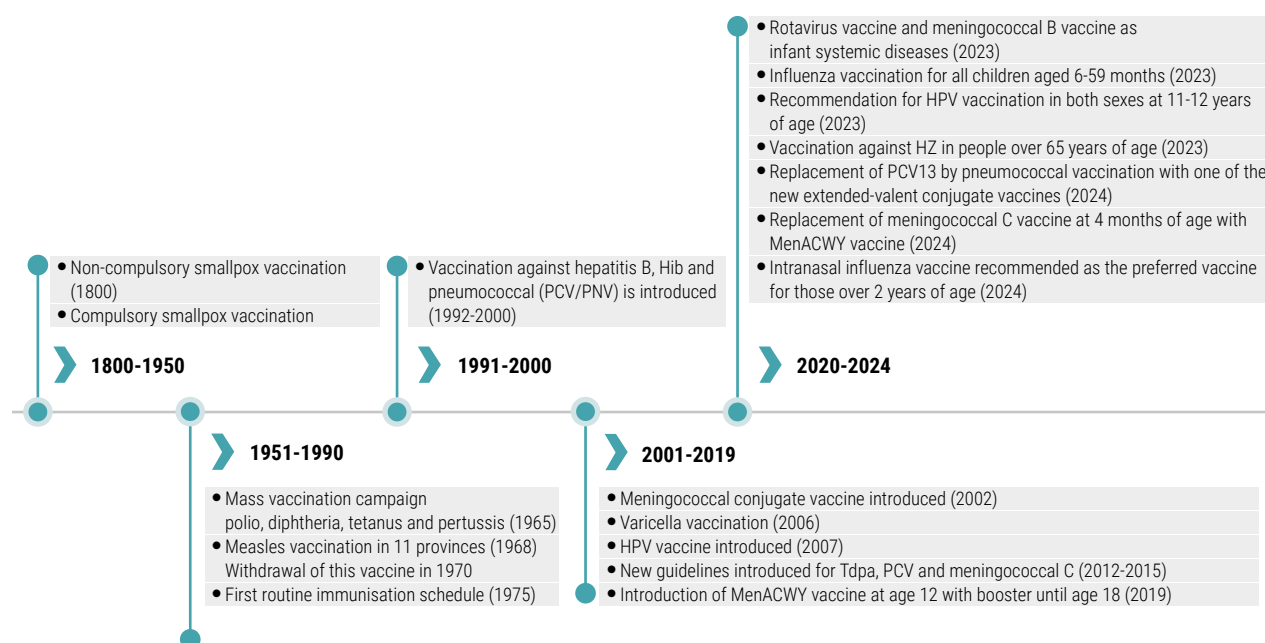 ● Rotavirus vaccine and meningococcal B vaccine as
infant systemic diseases (2023)
● Influenza vaccination for all children aged 6-59 months (2023)
● Recommendation for HPV vaccination in both sexes at 11-12 years
of age (2023)
● Vaccination against HZ in people over 65 years of age (2023)
● Replacement of PCV13 by pneumococcal vaccination with one of the
new extended-valent conjugate vaccines (2024)
● Replacement of meningococcal C vaccine at 4 months of age with
MenACWY vaccine (2024)
● Intranasal influenza vaccine recommended as the preferred vaccine
for those over 2 years of age (2024)
● Non-compulsory smallpox vaccination
(1800)
● Compulsory smallpox vaccination
● Vaccination against hepatitis B, Hib and
pneumococcal (PCV/PNV) is introduced
(1992-2000)
1800-1950
1991-2000
2020-2024
1951-1990
2001-2019
● Mass vaccination campaign
polio, diphtheria, tetanus and pertussis (1965)
● Measles vaccination in 11 provinces (1968)
Withdrawal of this vaccine in 1970
● First routine immunisation schedule (1975)
● Meningococcal conjugate vaccine introduced (2002)
● Varicella vaccination (2006)
● HPV vaccine introduced (2007)
● New guidelines introduced for Tdpa, PCV and meningococcal C (2012-2015)
● Introduction of MenACWY vaccine at age 12 with booster until age 18 (2019)